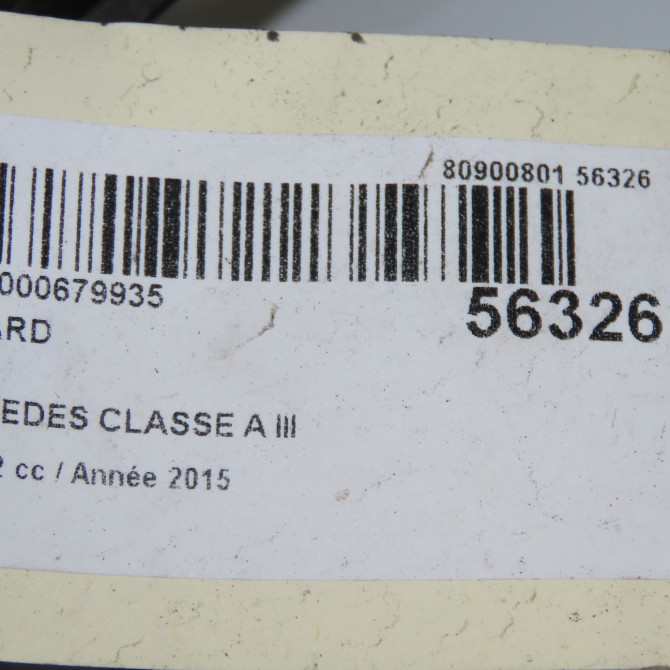 80900801 56326
000679935
56326
ARD
EDES CLASSE A III
2 cc / Année 2015